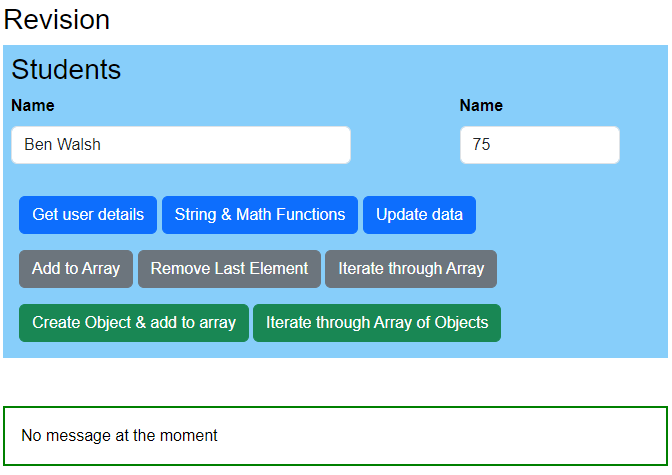 Revision
Students
Name Name
Ben Walsh 75
Get user details String & Math Functions Update data
Add to Array Remove Last Element Iterate through Array
Create Object & add to array Iterate through Array of Objects
No message at the moment